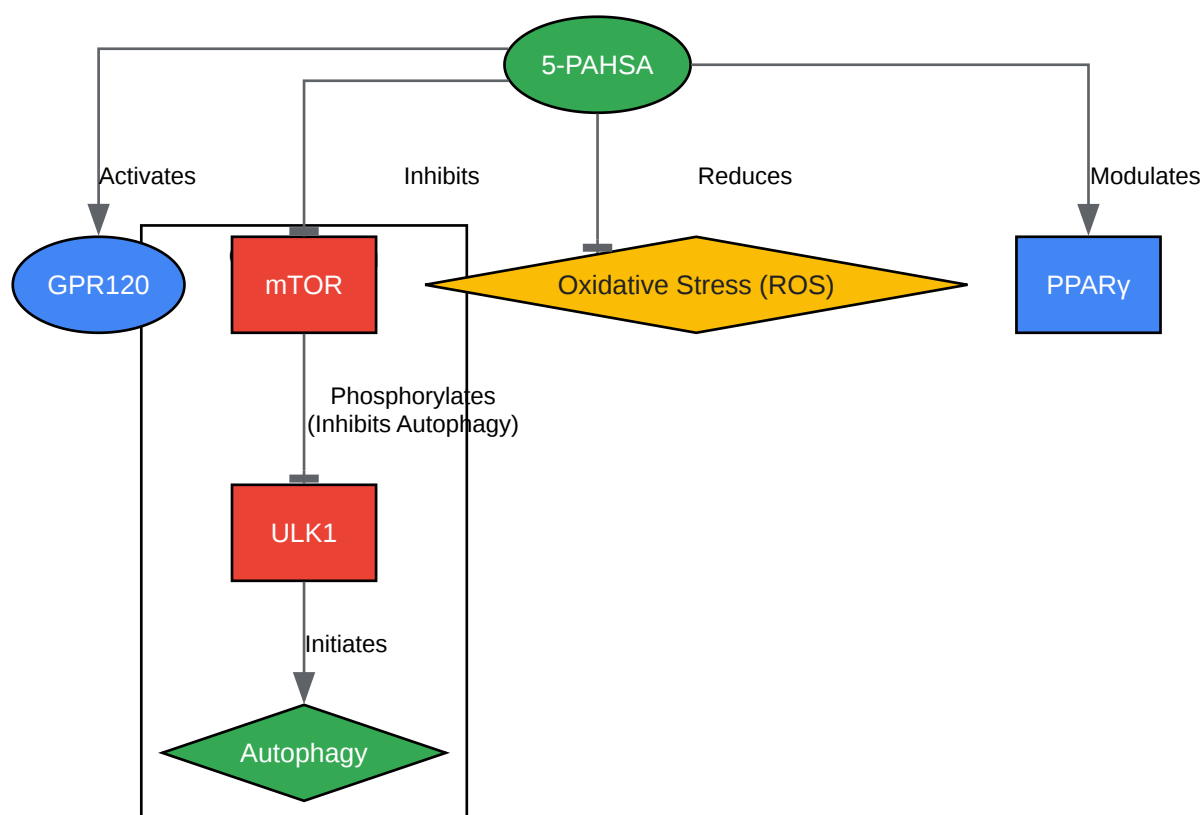 5-PAHSA
Activates
Inhibits
Reduces
Modulates
GPR120
mTOR
Oxidative Stress (ROS)
PPARγ
Phosphorylates
(Inhibits Autophagy)
ULK1
Initiates
Autophagy